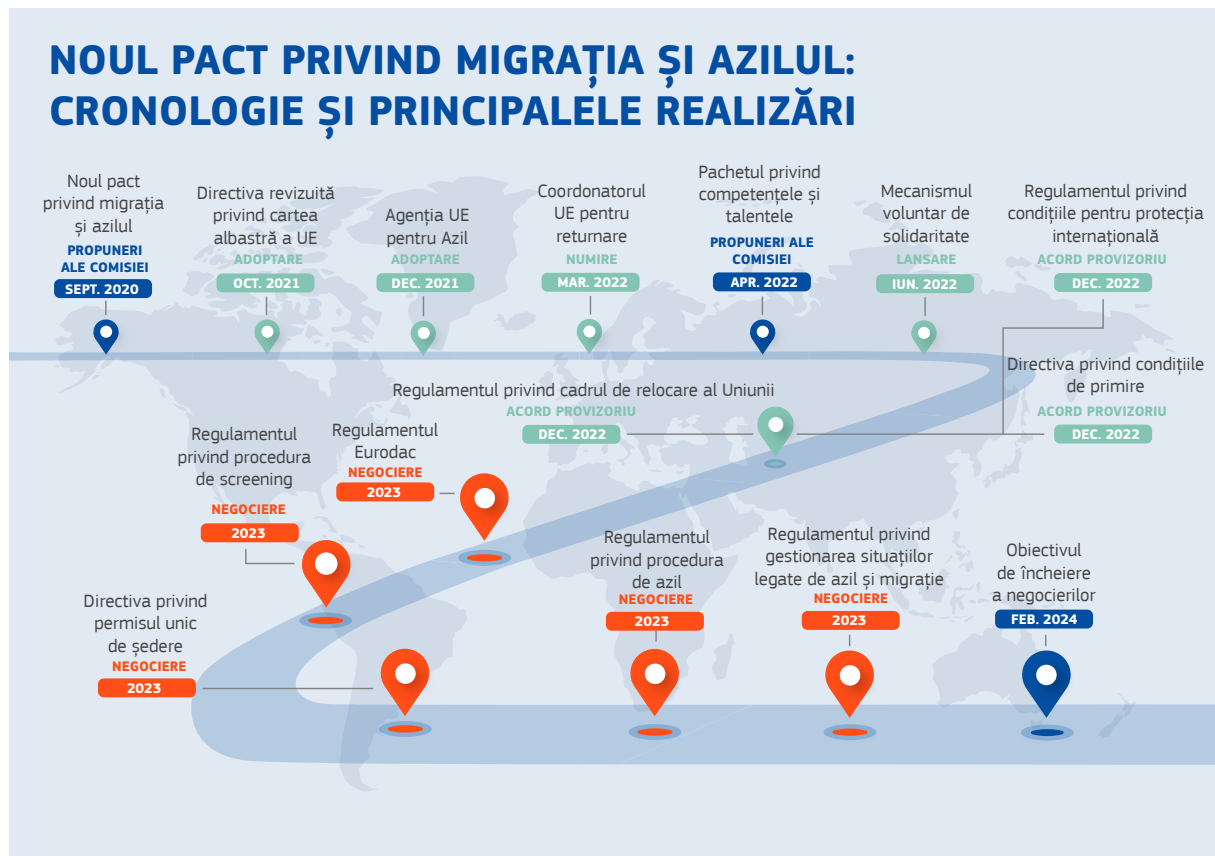 NOUL PACT PRIVIND MIGRAȚIA ȘI AZILUL:
CRONOLOGIE ȘI PRINCIPALELE REALIZĂRI
Noul pact
privind migrația
și azilul
PROPUNERI
ALE COMISIEI
SEPT. 2020
Directiva revizuită
privind cartea
albastră a UE
ADOPTARE
OCT. 2021
Agenția UE
pentru Azil
ADOPTARE
DEC. 2021
Coordonatorul
UE pentru
returnare
NUMIRE
MAR. 2022
Pachetul privind
competențele și
talentele
PROPUNERI ALE
COMISIEI
APR. 2022
Mecanismul
voluntar de
solidaritate
LANSARE
IUN. 2022
Regulamentul privind
condițiile pentru protecția
internațională
ACORD PROVIZORIU
DEC. 2022
Directiva privind condițiile
de primire
ACORD PROVIZORIU
DEC. 2022
Regulamentul privind cadrul de relocare al Uniunii
ACORD PROVIZORIU
DEC. 2022
Regulamentul
Eurodac
NEGOCIERE
2023
Regulamentul
privind procedura
de screening
NEGOCIERE
2023
Directiva privind
permisul unic
de ședere
NEGOCIERE
2023
Regulamentul
privind procedura
de azil
NEGOCIERE
2023
Regulamentul privind
gestionarea situațiilor
legate de azil și migrație
NEGOCIERE
2023
Obiectivul
de încheiere
a negocierilor
FEB. 2024